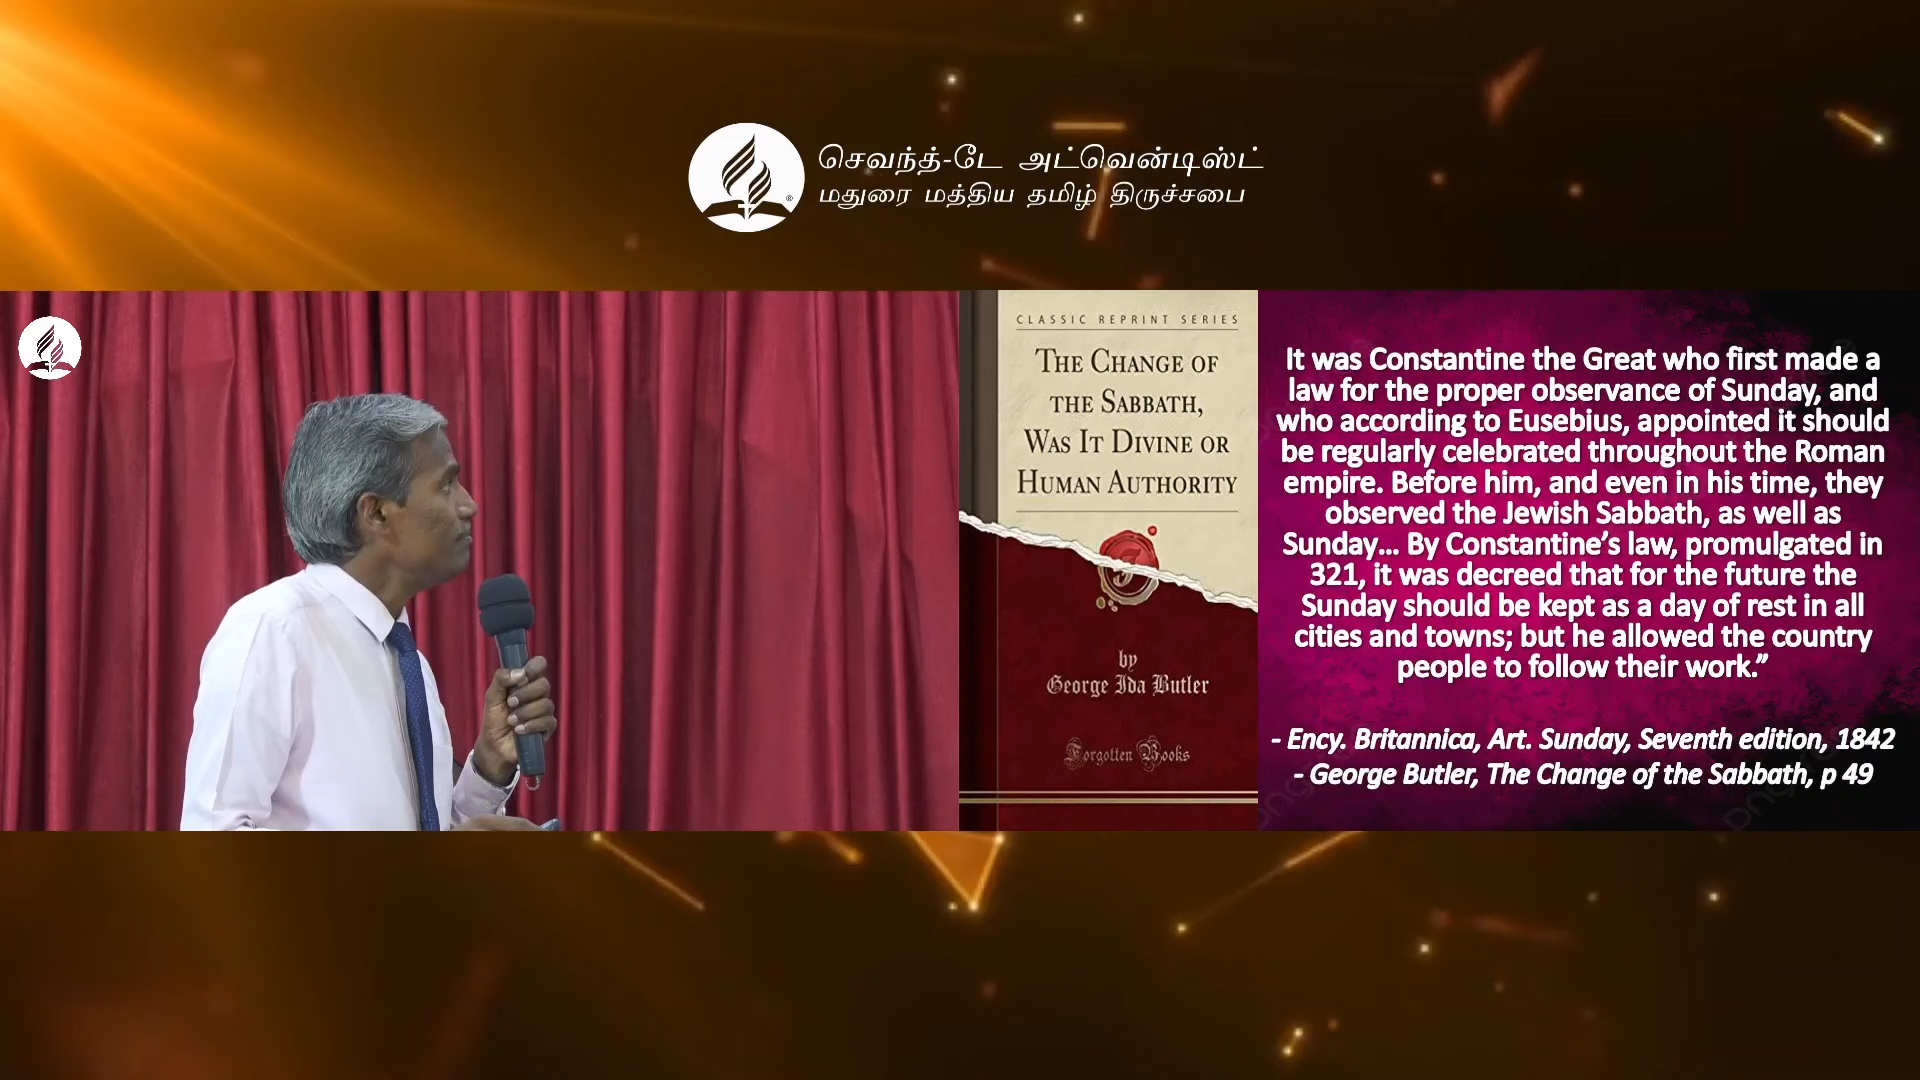 செவந்த்-டே அட்வென்டிஸ்ட்
மதுரை மத்திய தமிழ் திருச்சபை
CLASSIC REPRINT SERIES
THE CHANGE OF
THE SABBATH,
WAS IT DIVINE OR
HUMAN AUTHORITY
by
George Ida Butler
Forgotten Books
It was Constantine the Great who first made a
law for the proper observance of Sunday, and
who according to Eusebius, appointed it should
be regularly celebrated throughout the Roman
empire. Before him, and even in his time, they
observed the Jewish Sabbath, as well as
Sunday... By Constantine’s law, promulgated in
321, it was decreed that for the future the
Sunday should be kept as a day of rest in all
cities and towns; but he allowed the country
people to follow their work.”
- Ency. Britannica, Art. Sunday, Seventh edition, 1842
- George Butler, The Change of the Sabbath, p 49